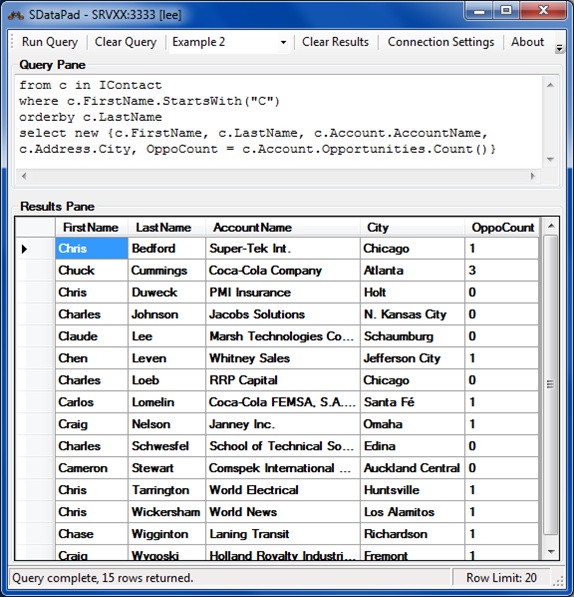 SDataPad - SRVXX:3333 [lee]
Run Query Clear Query Example 2 Clear Results Connection Settings About
Query Pane
from c in IContact
where c.FirstName.StartsWith("C")
orderby c.LastName
select new {c.FirstName, c.LastName, c.Account.AccountName,
c.Address.City, OppoCount = c.Account.Opportunities.Count()}
Results Pane
FirstName LastName AccountName City OppoCount
Chris Bedford Super-Tek Int. Chicago 1
Chuck Cummings Coca-Cola Company Atlanta 3
Chris Duweck PMI Insurance Holt 0
Charles Johnson Jacobs Solutions N. Kansas City 0
Claude Lee Marsh Technologies Co... Schaumburg 0
Chen Leven Whitney Sales Jefferson City 1
Charles Loeb RRP Capital Chicago 0
Carlos Lomelin Coca-Cola FEMSA, S.A.... Santa Fé 1
Craig Nelson Janney Inc. Omaha 1
Charles Schwesfel School of Technical So... Edina 0
Cameron Stewart Comspek International ... Auckland Central 0
Chris Tarrington World Electrical Huntsville 1
Chris Wickersham World News Los Alamitos 1
Chase Wigginton Laning Transit Richardson 1
Craig Wygoski Holland Royalty Industri... Fremont 1
Query complete, 15 rows returned. Row Limit: 20